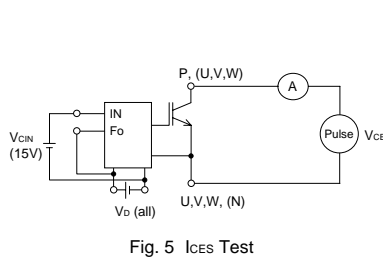 P, (U,V,W)
A
IN
Fo
VCIN
(15V)
Pulse
VCE
VD (all)
U,V,W, (N)
Fig. 5 ICES Test